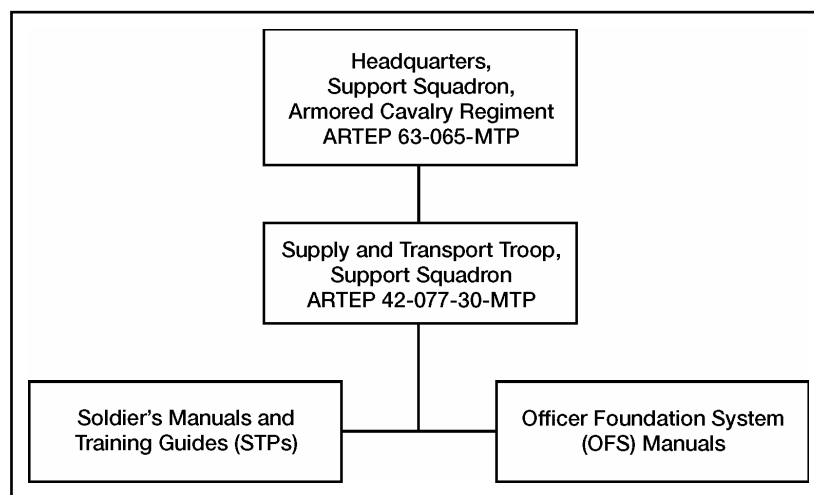 Headquarters,
Support Squadron,
Armored Cavalry Regiment
ARTEP 63-065-MTP
Supply and Transport Troop,
Support Squadron
ARTEP 42-077-30-MTP
Soldier's Manuals and
Training Guides (STPs)
Officer Foundation System
(OFS) Manuals